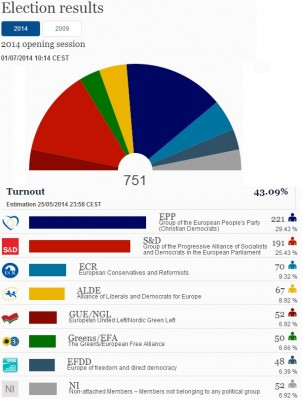 Election results
2014 2009
2014 opening session
01/07/2014 10:14 CEST
751
Turnout 43.09%
Estimation 25/05/2014 23:58 CEST
EPP 221
Group of the European People's Party
(Christian Democrats) 29.43 %
S&D S&D 191
Group of the Progressive Alliance of Socialists
and Democrats in the European Parliament 25.43 %
ECR 70
European Conservatives and Reformists 9.32 %
ALDE 67
Alliance of Liberals and Democrats for Europe 8.92 %
GUE/NGL 52
European United Left/Nordic Green Left 6.92 %
Greens/EFA 50
The Greens/European Free Alliance 6.66 %
EFDD 48
Europe of freedom and direct democracy 6.39 %
NI NI 52
Non-attached Members – Members not belonging to any political group 6.92 %